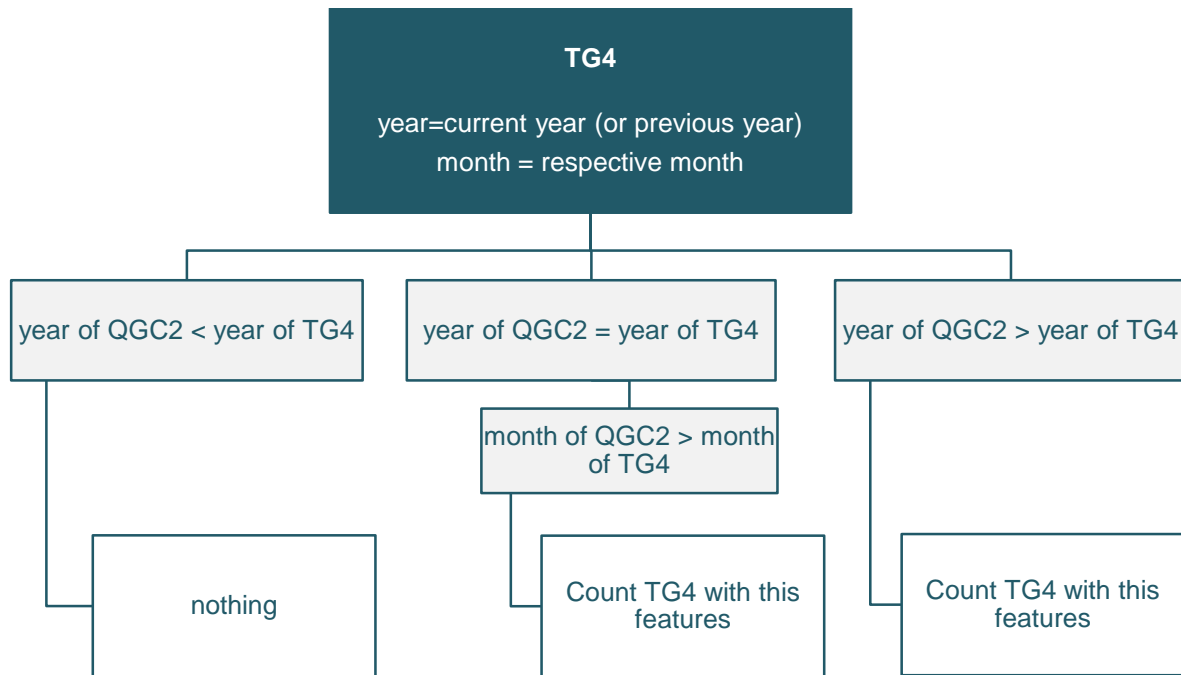 TG4
year=current year (or previous year)
month = respective month
year of QGC2 < year of TG4
year of QGC2 = year of TG4
year of QGC2 > year of TG4
month of QGC2 > month
of TG4
nothing
Count TG4 with this
features
Count TG4 with this
features